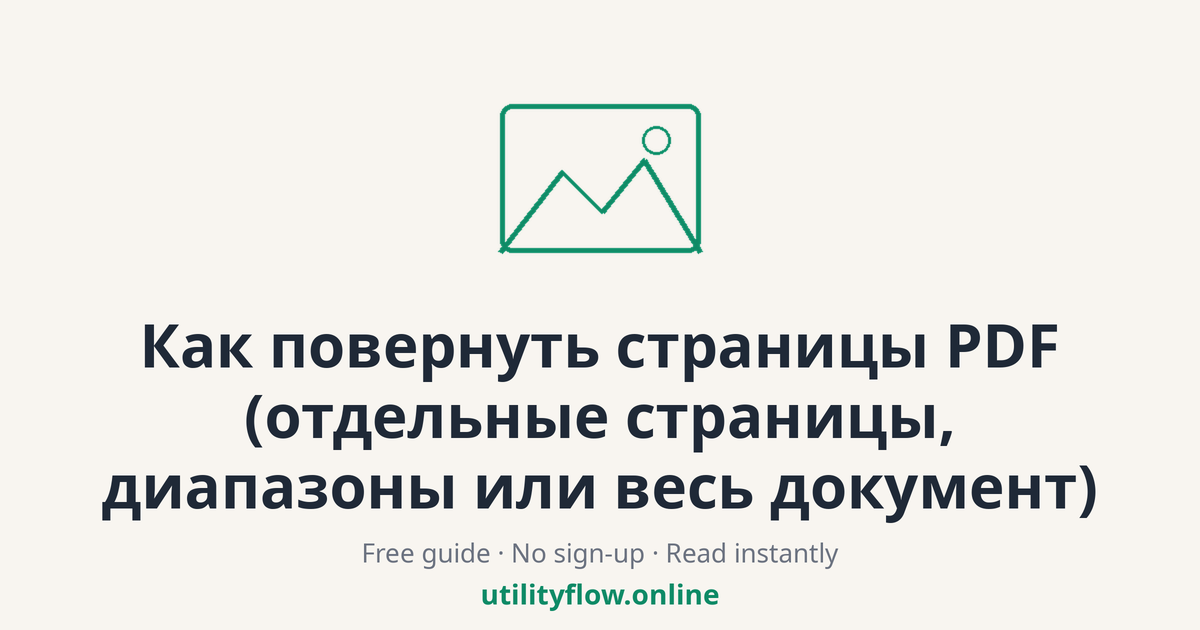 Как повернуть страницы PDF
(отдельные страницы,
диапазоны или весь документ)
Free guide · No sign-up · Read instantly
utilityflow.online